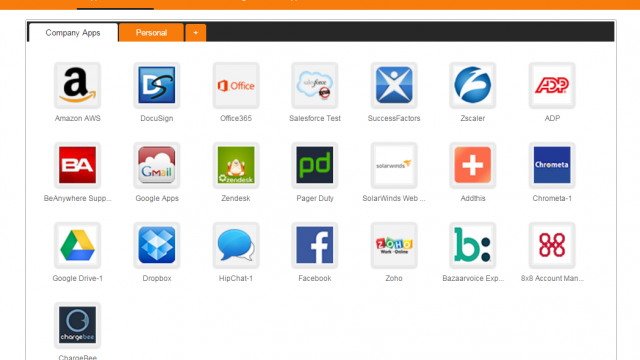 Company Apps Personal +
a DS Office salesforce ADP
Amazon AWS DocuSign Office365 Salesforce Test SuccessFactors Zscaler ADP
BA Gmail zendesk pd solarwinds Chrometa
BeAnywhere Supp... Google Apps Zendesk Pager Duty SolarWinds Web ... Addthis Chrometa-1
f ZOHO b:
Work · Online
Google Drive-1 Dropbox HipChat-1 Facebook Zoho Bazaarvoice Exp... 8x8 Account Man...
chargebee
ChargeBee